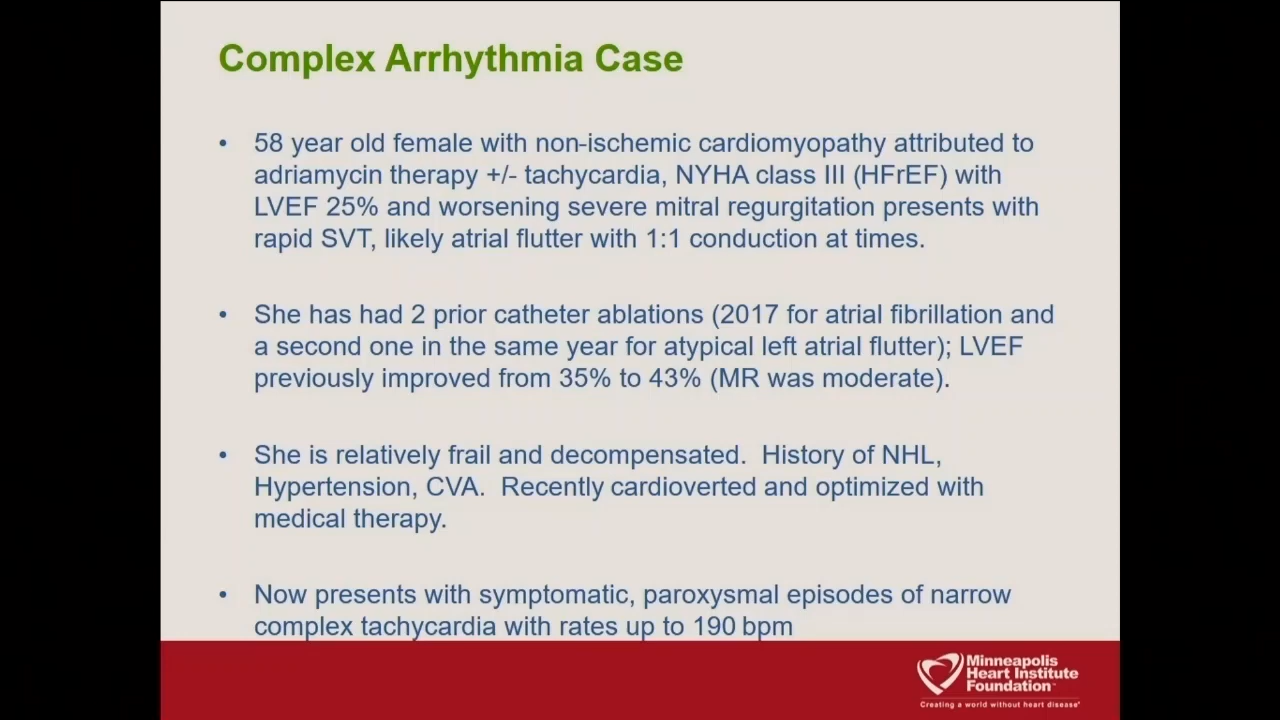 Complex Arrhythmia Case
• 58 year old female with non-ischemic cardiomyopathy attributed to
adriamycin therapy +/- tachycardia, NYHA class III (HFrEF) with
LVEF 25% and worsening severe mitral regurgitation presents with
rapid SVT, likely atrial flutter with 1:1 conduction at times.
• She has had 2 prior catheter ablations (2017 for atrial fibrillation and
a second one in the same year for atypical left atrial flutter); LVEF
previously improved from 35% to 43% (MR was moderate).
• She is relatively frail and decompensated.  History of NHL,
Hypertension, CVA.  Recently cardioverted and optimized with
medical therapy.
• Now presents with symptomatic, paroxysmal episodes of narrow
complex tachycardia with rates up to 190 bpm
Minneapolis
Heart Institute
Foundation™
Creating a world without heart disease®